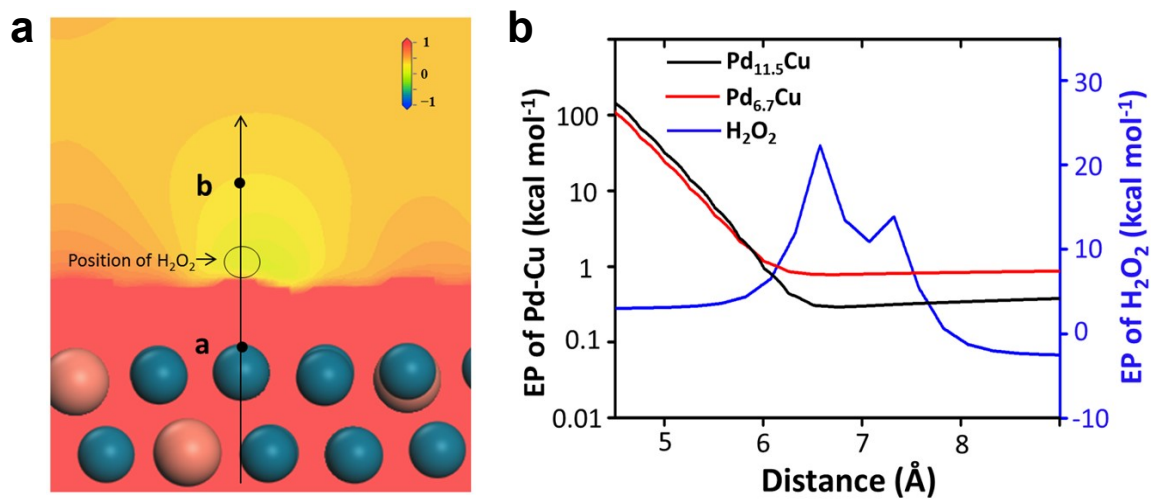 a
1
0
−1
b
Position of H₂O₂
a
b
Pd₁₁.₅Cu
Pd₆.₇Cu
H₂O₂
EP of Pd-Cu (kcal mol⁻¹)
100
10
1
0.1
0.01
5
6
7
8
Distance (Å)
30
20
10
0
-10
EP of H₂O₂ (kcal mol⁻¹)